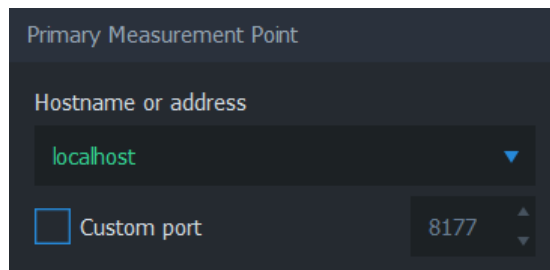 Primary Measurement Point
Hostname or address
localhost
Custom port 8177